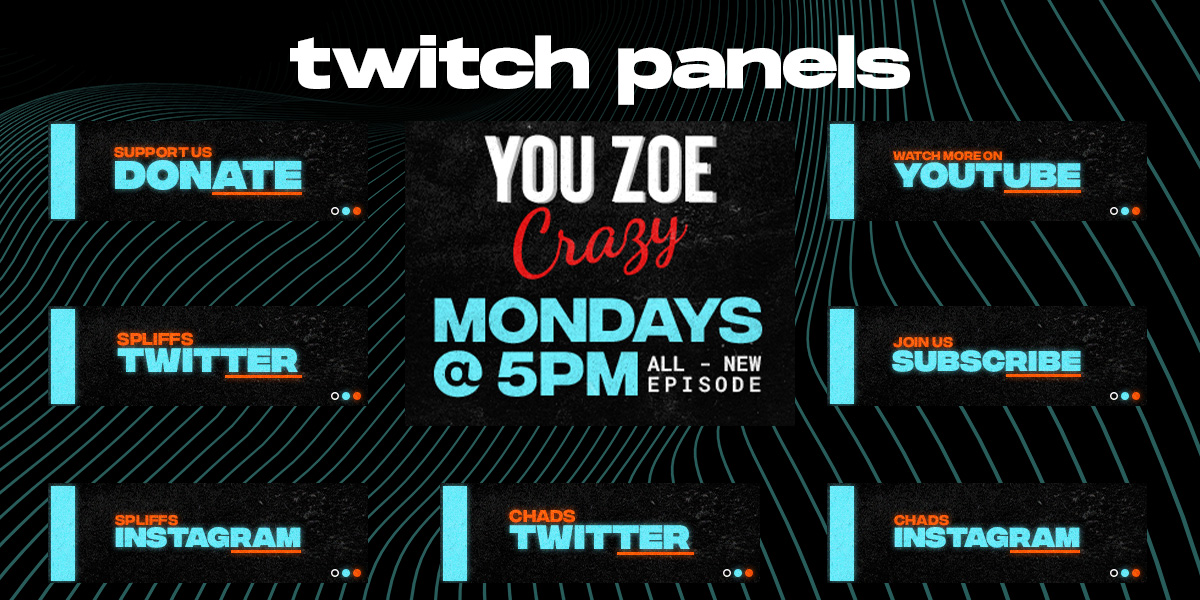 twitch panels
SUPPORT US
DONATE
YOU ZOE
Crazy
MONDAYS
@ 5PM
ALL - NEW
EPISODE
WATCH MORE ON
YOUTUBE
SPLIFFS
TWITTER
JOIN US
SUBSCRIBE
SPLIFFS
INSTAGRAM
CHADS
TWITTER
CHADS
INSTAGRAM